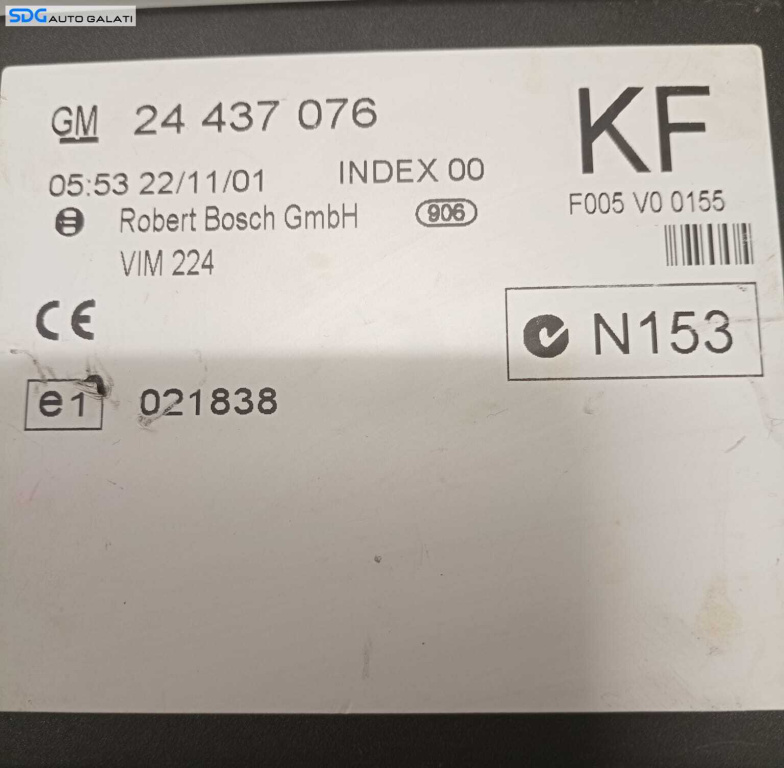 SDG AUTO GALATI
GM 24 437 076
KF
05:53 22/11/01 INDEX 00
F005 V0 0155
Robert Bosch GmbH 906
VIM 224
CE
N153
e1 021838